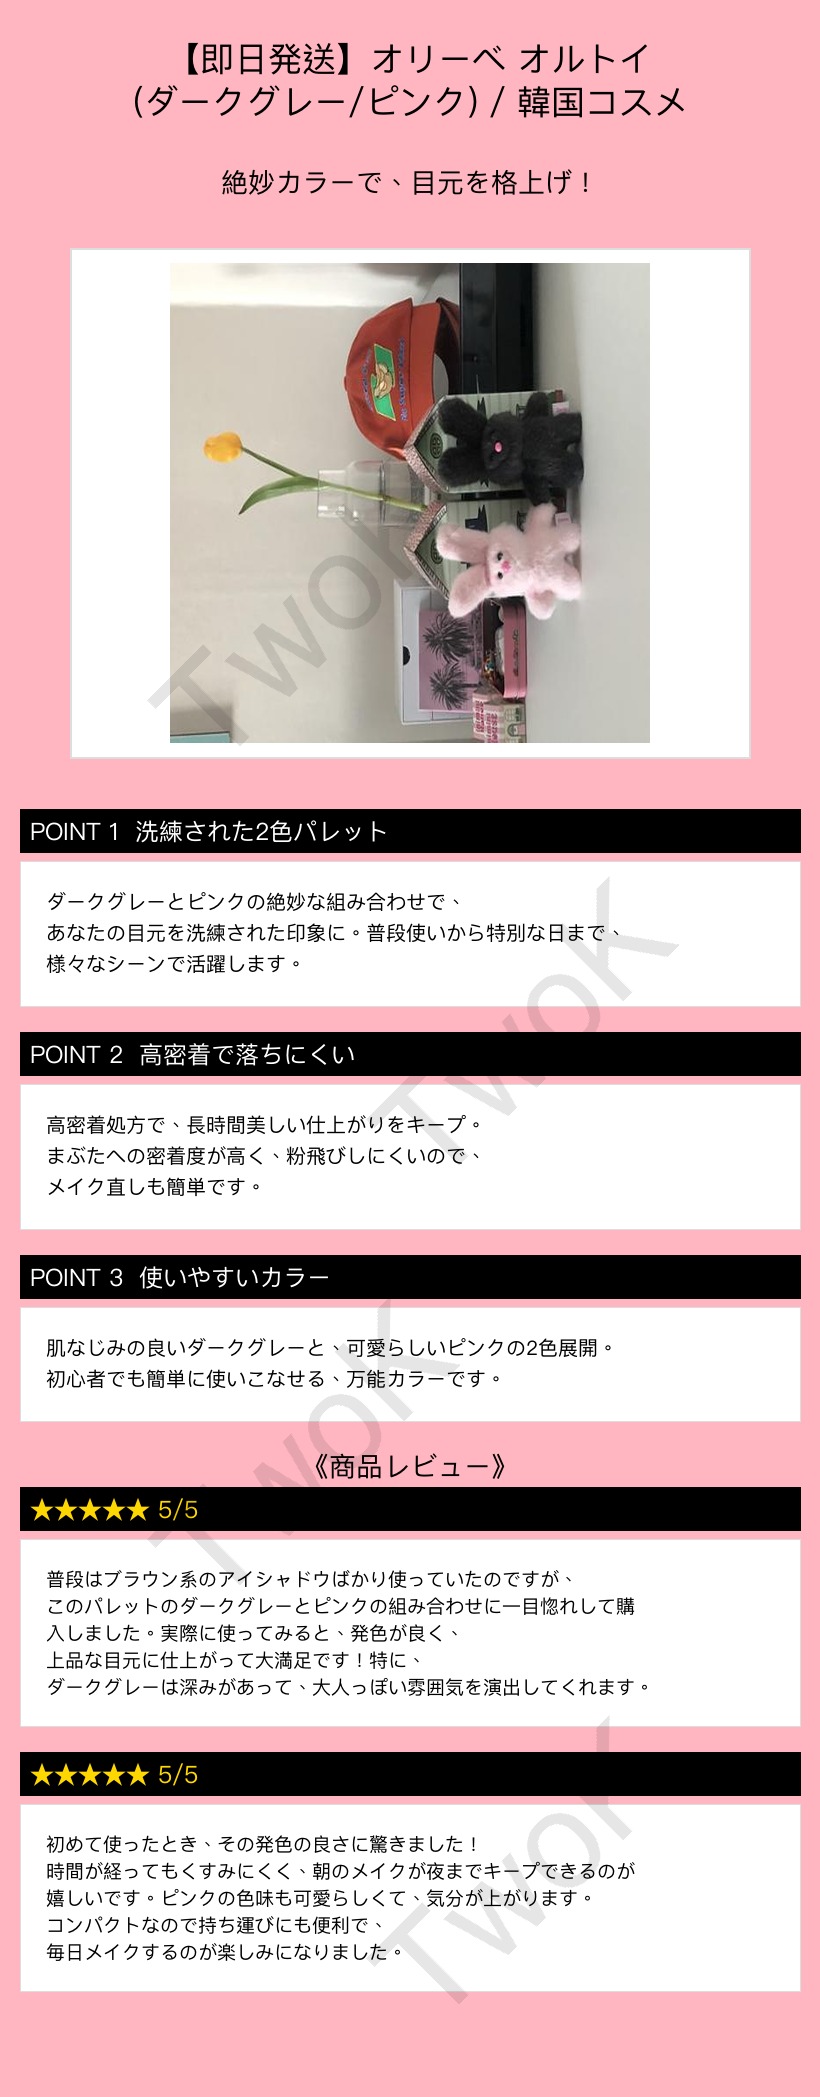 【即日発送】オリーベ オルトイ
(ダークグレー/ピンク) / 韓国コスメ
絶妙カラーで、目元を格上げ！
TwoK
POINT 1 洗練された2色パレット
ダークグレーとピンクの絶妙な組み合わせで、
あなたの目元を洗練された印象に。普段使いから特別な日まで、
様々なシーンで活躍します。
TwoK
POINT 2 高密着で落ちにくい
高密着処方で、長時間美しい仕上がりをキープ。
まぶたへの密着度が高く、粉飛びしにくいので、
メイク直しも簡単です。
POINT 3 使いやすいカラー
肌なじみの良いダークグレーと、可愛らしいピンクの2色展開。
初心者でも簡単に使いこなせる、万能カラーです。
TwoK
《商品レビュー》
★★★★★ 5/5
普段はブラウン系のアイシャドウばかり使っていたのですが、
このパレットのダークグレーとピンクの組み合わせに一目惚れして購
入しました。実際に使ってみると、発色が良く、
上品な目元に仕上がって大満足です！特に、
ダークグレーは深みがあって、大人っぽい雰囲気を演出してくれます。
★★★★★ 5/5
初めて使ったとき、その発色の良さに驚きました！
時間が経ってもくすみにくく、朝のメイクが夜までキープできるのが
嬉しいです。ピンクの色味も可愛らしくて、気分が上がります。
コンパクトなので持ち運びにも便利で、
毎日メイクするのが楽しみになりました。
TwoK